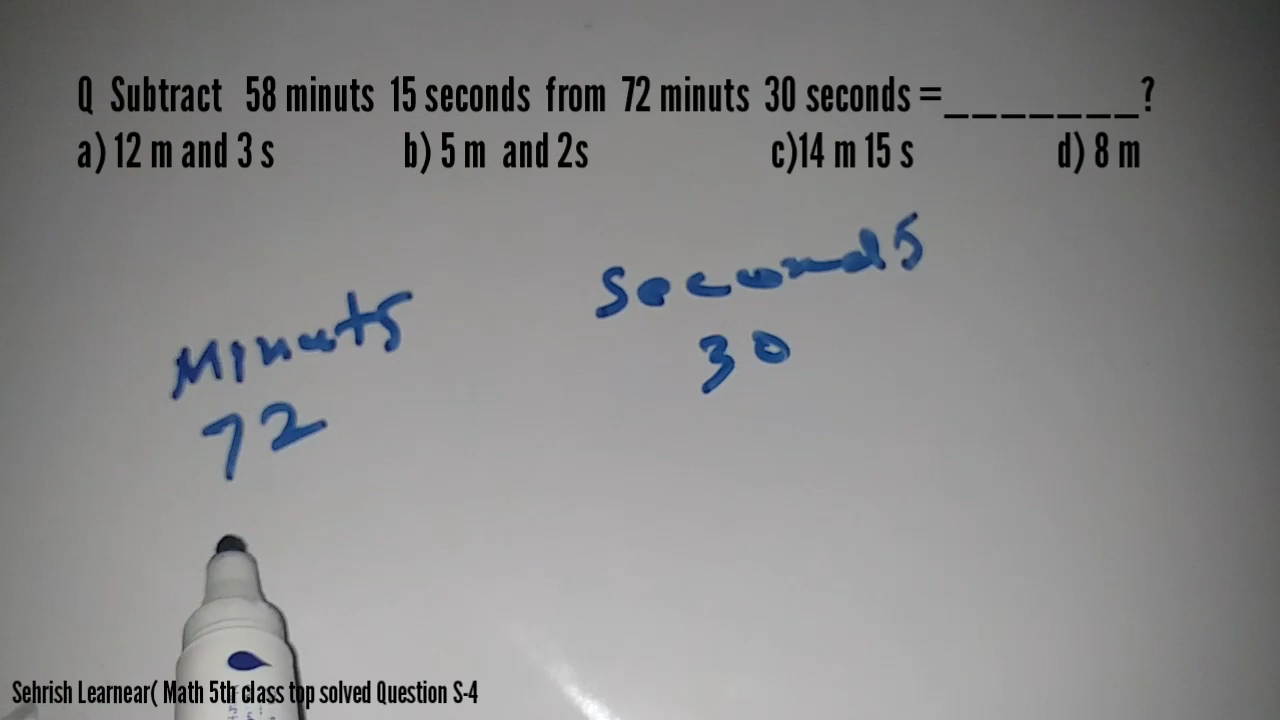 Q Subtract 58 minuts 15 seconds from 72 minuts 30 seconds =_______?
a) 12 m and 3 s b) 5 m and 2s c)14 m 15 s d) 8 m
Minuts Seconds
72 30
Sehrish Learnear( Math 5th class top solved Question S-4